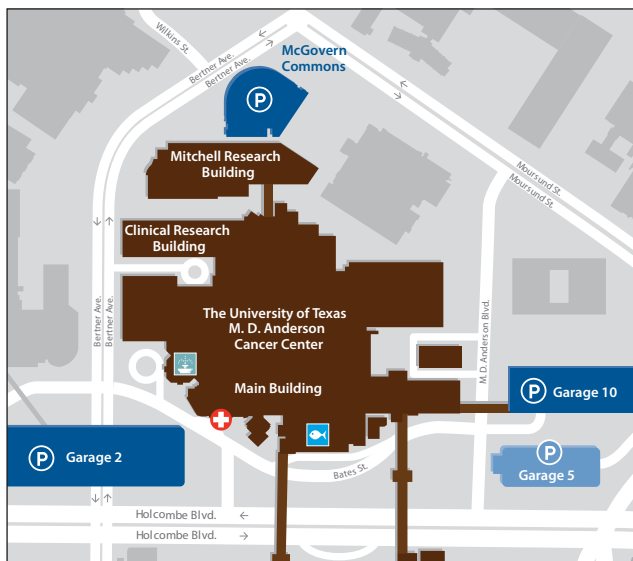 Wilkins St.
Bertner Ave.
Bertner Ave.
McGovern
Commons
P
Mitchell Research
Building
Moursund St.
Moursund St.
Clinical Research
Building
Bertner Ave.
Bertner Ave.
The University of Texas
M. D. Anderson
Cancer Center
M.D. Anderson Blvd.
Main Building
P Garage 10
P Garage 2
P
Garage 5
Bates St.
Holcombe Blvd.
Holcombe Blvd.